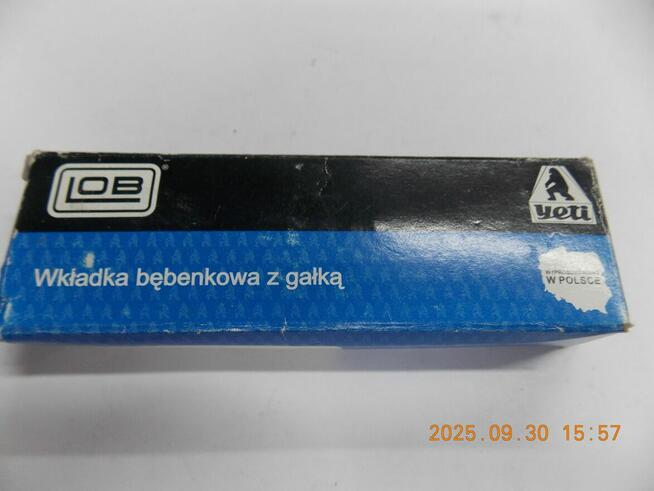 LOB
®
yeti
Wkładka bębenkowa z gałką
WYPRODUKOWANO
W POLSCE
2025.09.30 15:57